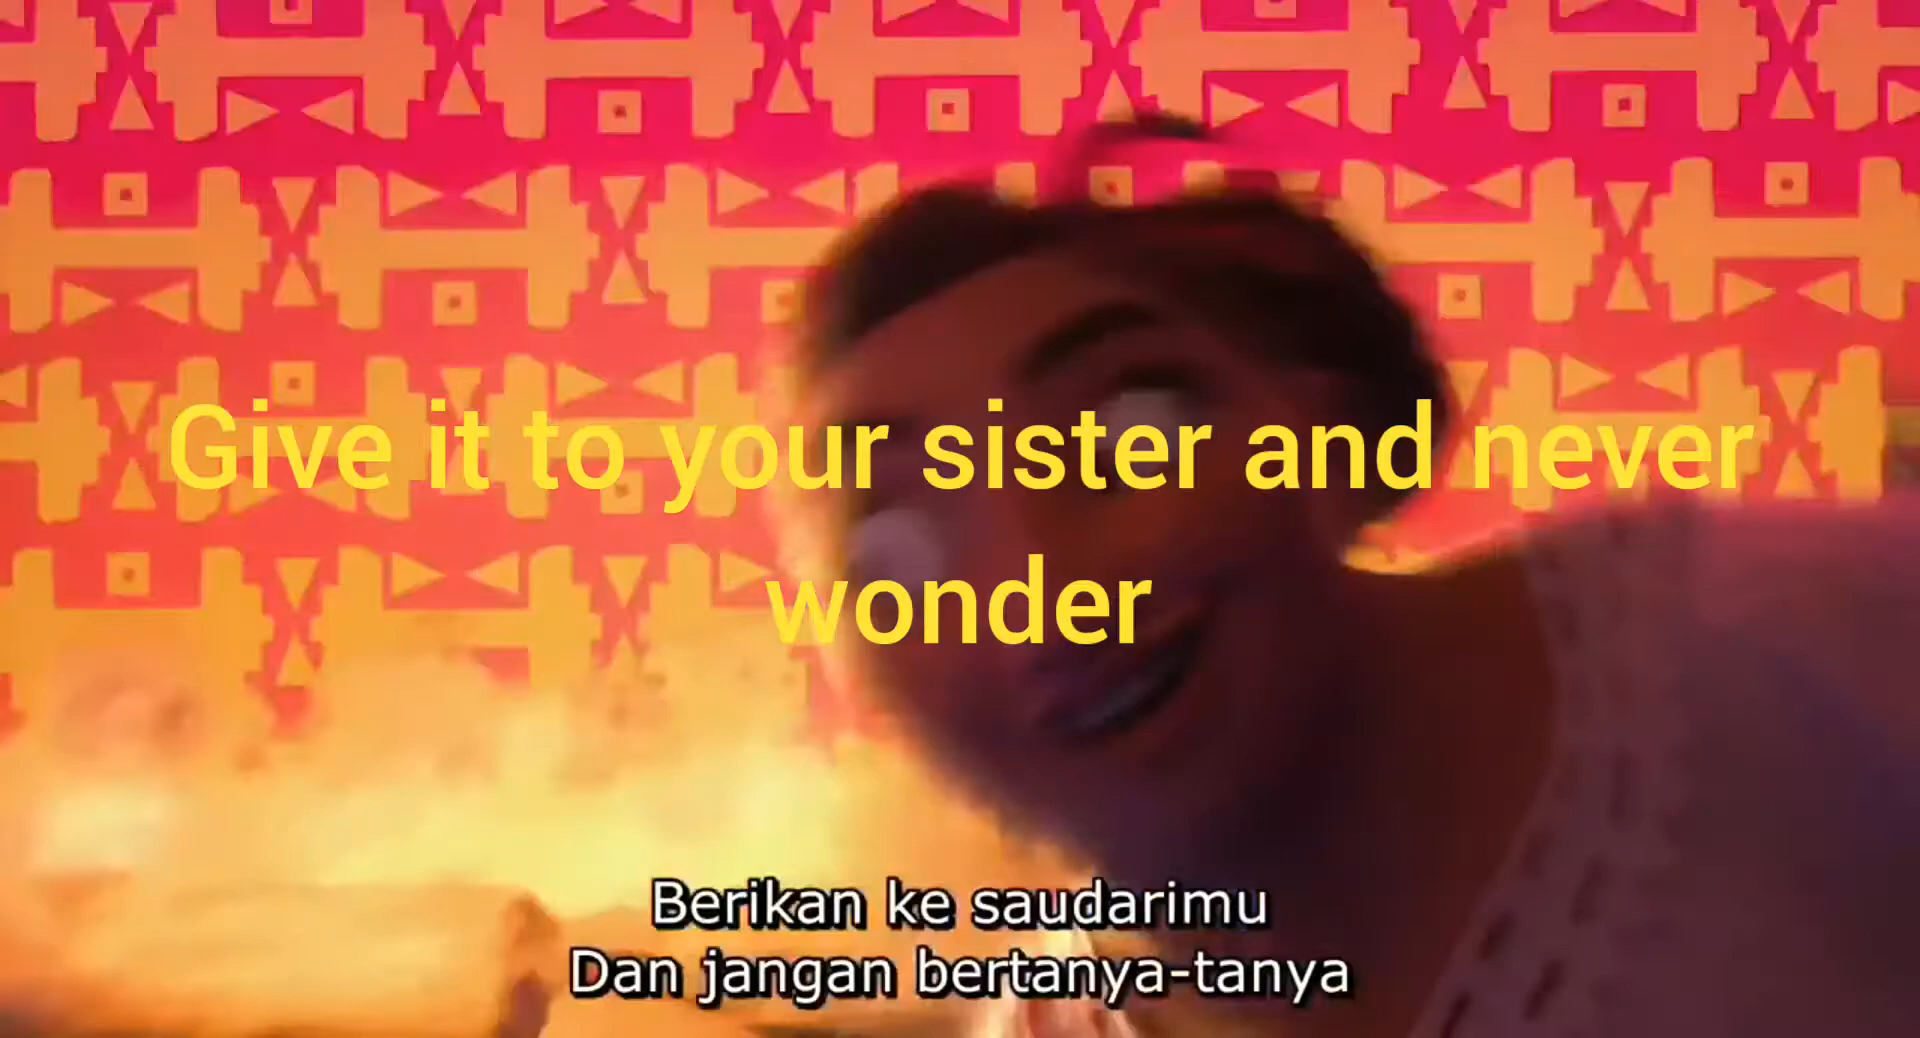 Give it to your sister and never
wonder
Berikan ke saudarimu
Dan jangan bertanya-tanya